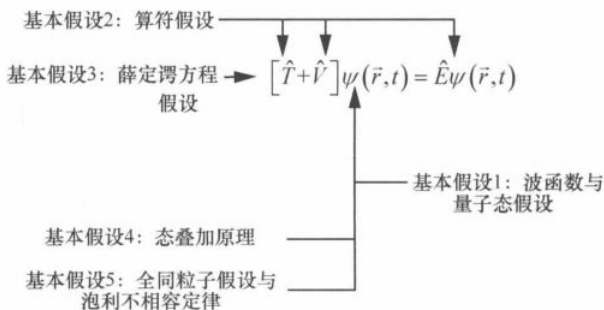 基本假设2：算符假设
基本假设3：薛定谔方程
假设
[T̂+V̂]ψ(r⃗,t)=Êψ(r⃗,t)
基本假设1：波函数与
量子态假设
基本假设4：态叠加原理
基本假设5：全同粒子假设与
泡利不相容定律